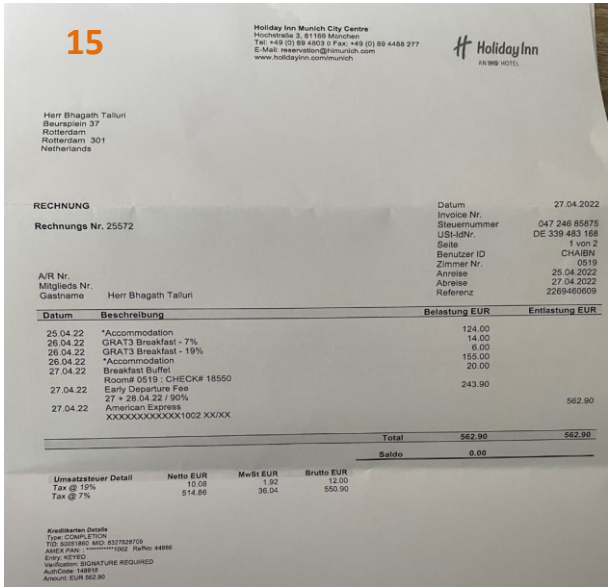 15
Holiday Inn Munich City Centre
Hochstraße 3, 81169 München
Tel: +49 (0) 89 4803 0 Fax: +49 (0) 89 4488 277
E-Mail: reservation@himunich.com
www.holidayinn.com/munich
H Holiday Inn
AN IHG HOTEL
Herr Bhagath Talluri
Beursplein 37
Rotterdam
Rotterdam 301
Netherlands
RECHNUNG
Rechnungs Nr. 25572
Datum 27.04.2022
Invoice Nr.
Steuernummer 047 246 85875
USt-IdNr. DE 339 483 168
Seite 1 von 2
Benutzer ID CHAIBN
Zimmer Nr. 0519
Anreise 25.04.2022
Abreise 27.04.2022
Referenz 2269460609
A/R Nr.
Mitglieds Nr.
Gastname Herr Bhagath Talluri
Datum Beschreibung Belastung EUR Entlastung EUR
25.04.22 *Accommodation 124.00
26.04.22 GRAT3 Breakfast - 7% 14.00
26.04.22 GRAT3 Breakfast - 19% 6.00
26.04.22 *Accommodation 155.00
27.04.22 Breakfast Buffet 20.00
Room# 0519 : CHECK# 18550
27.04.22 Early Departure Fee 243.90
27 + 28.04.22 / 90%
27.04.22 American Express 562.90
XXXXXXXXXXXX1002 XX/XX
Total 562.90 562.90
Saldo 0.00
Umsatzsteuer Detail Netto EUR MwSt EUR Brutto EUR
Tax @ 19% 10.08 1.92 12.00
Tax @ 7% 514.86 36.04 550.90
Kreditkarten Details
Type: COMPLETION
TID: 50051860 MID: 8327628709
AMEX PAN: : ***********1002 RefNo: 44886
Entry: KEYED
Verification: SIGNATURE REQUIRED
AuthCode: 148818
Amount: EUR 562.90